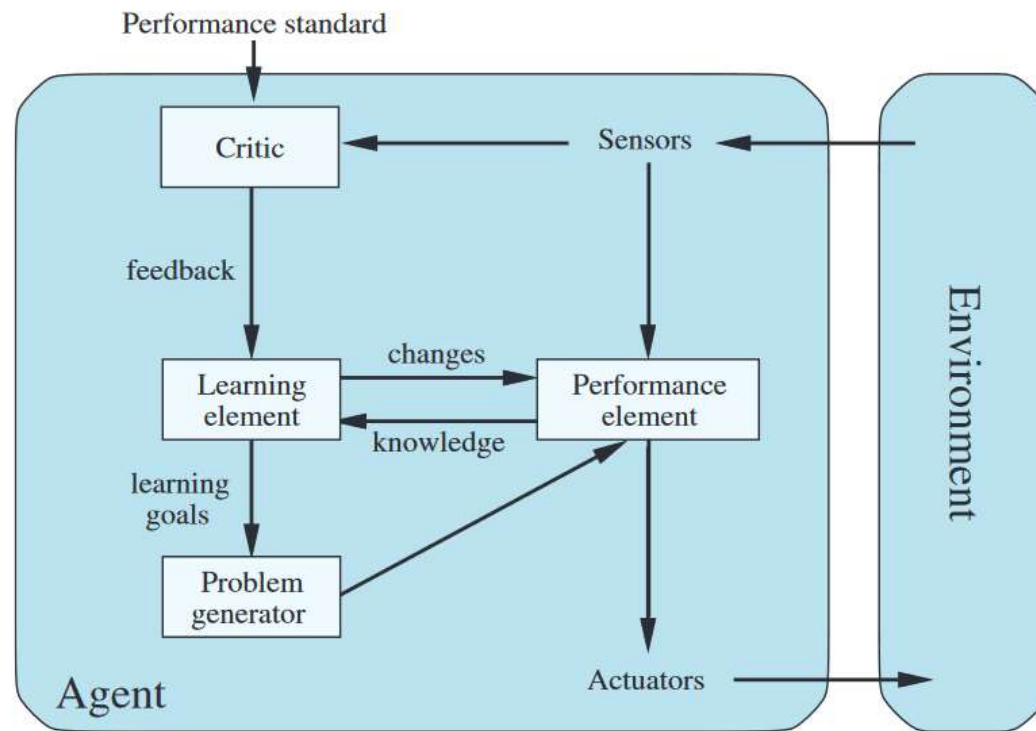 Performance standard
Critic
Sensors
feedback
changes
Learning
element
Performance
element
knowledge
learning
goals
Problem
generator
Agent
Actuators
Environment